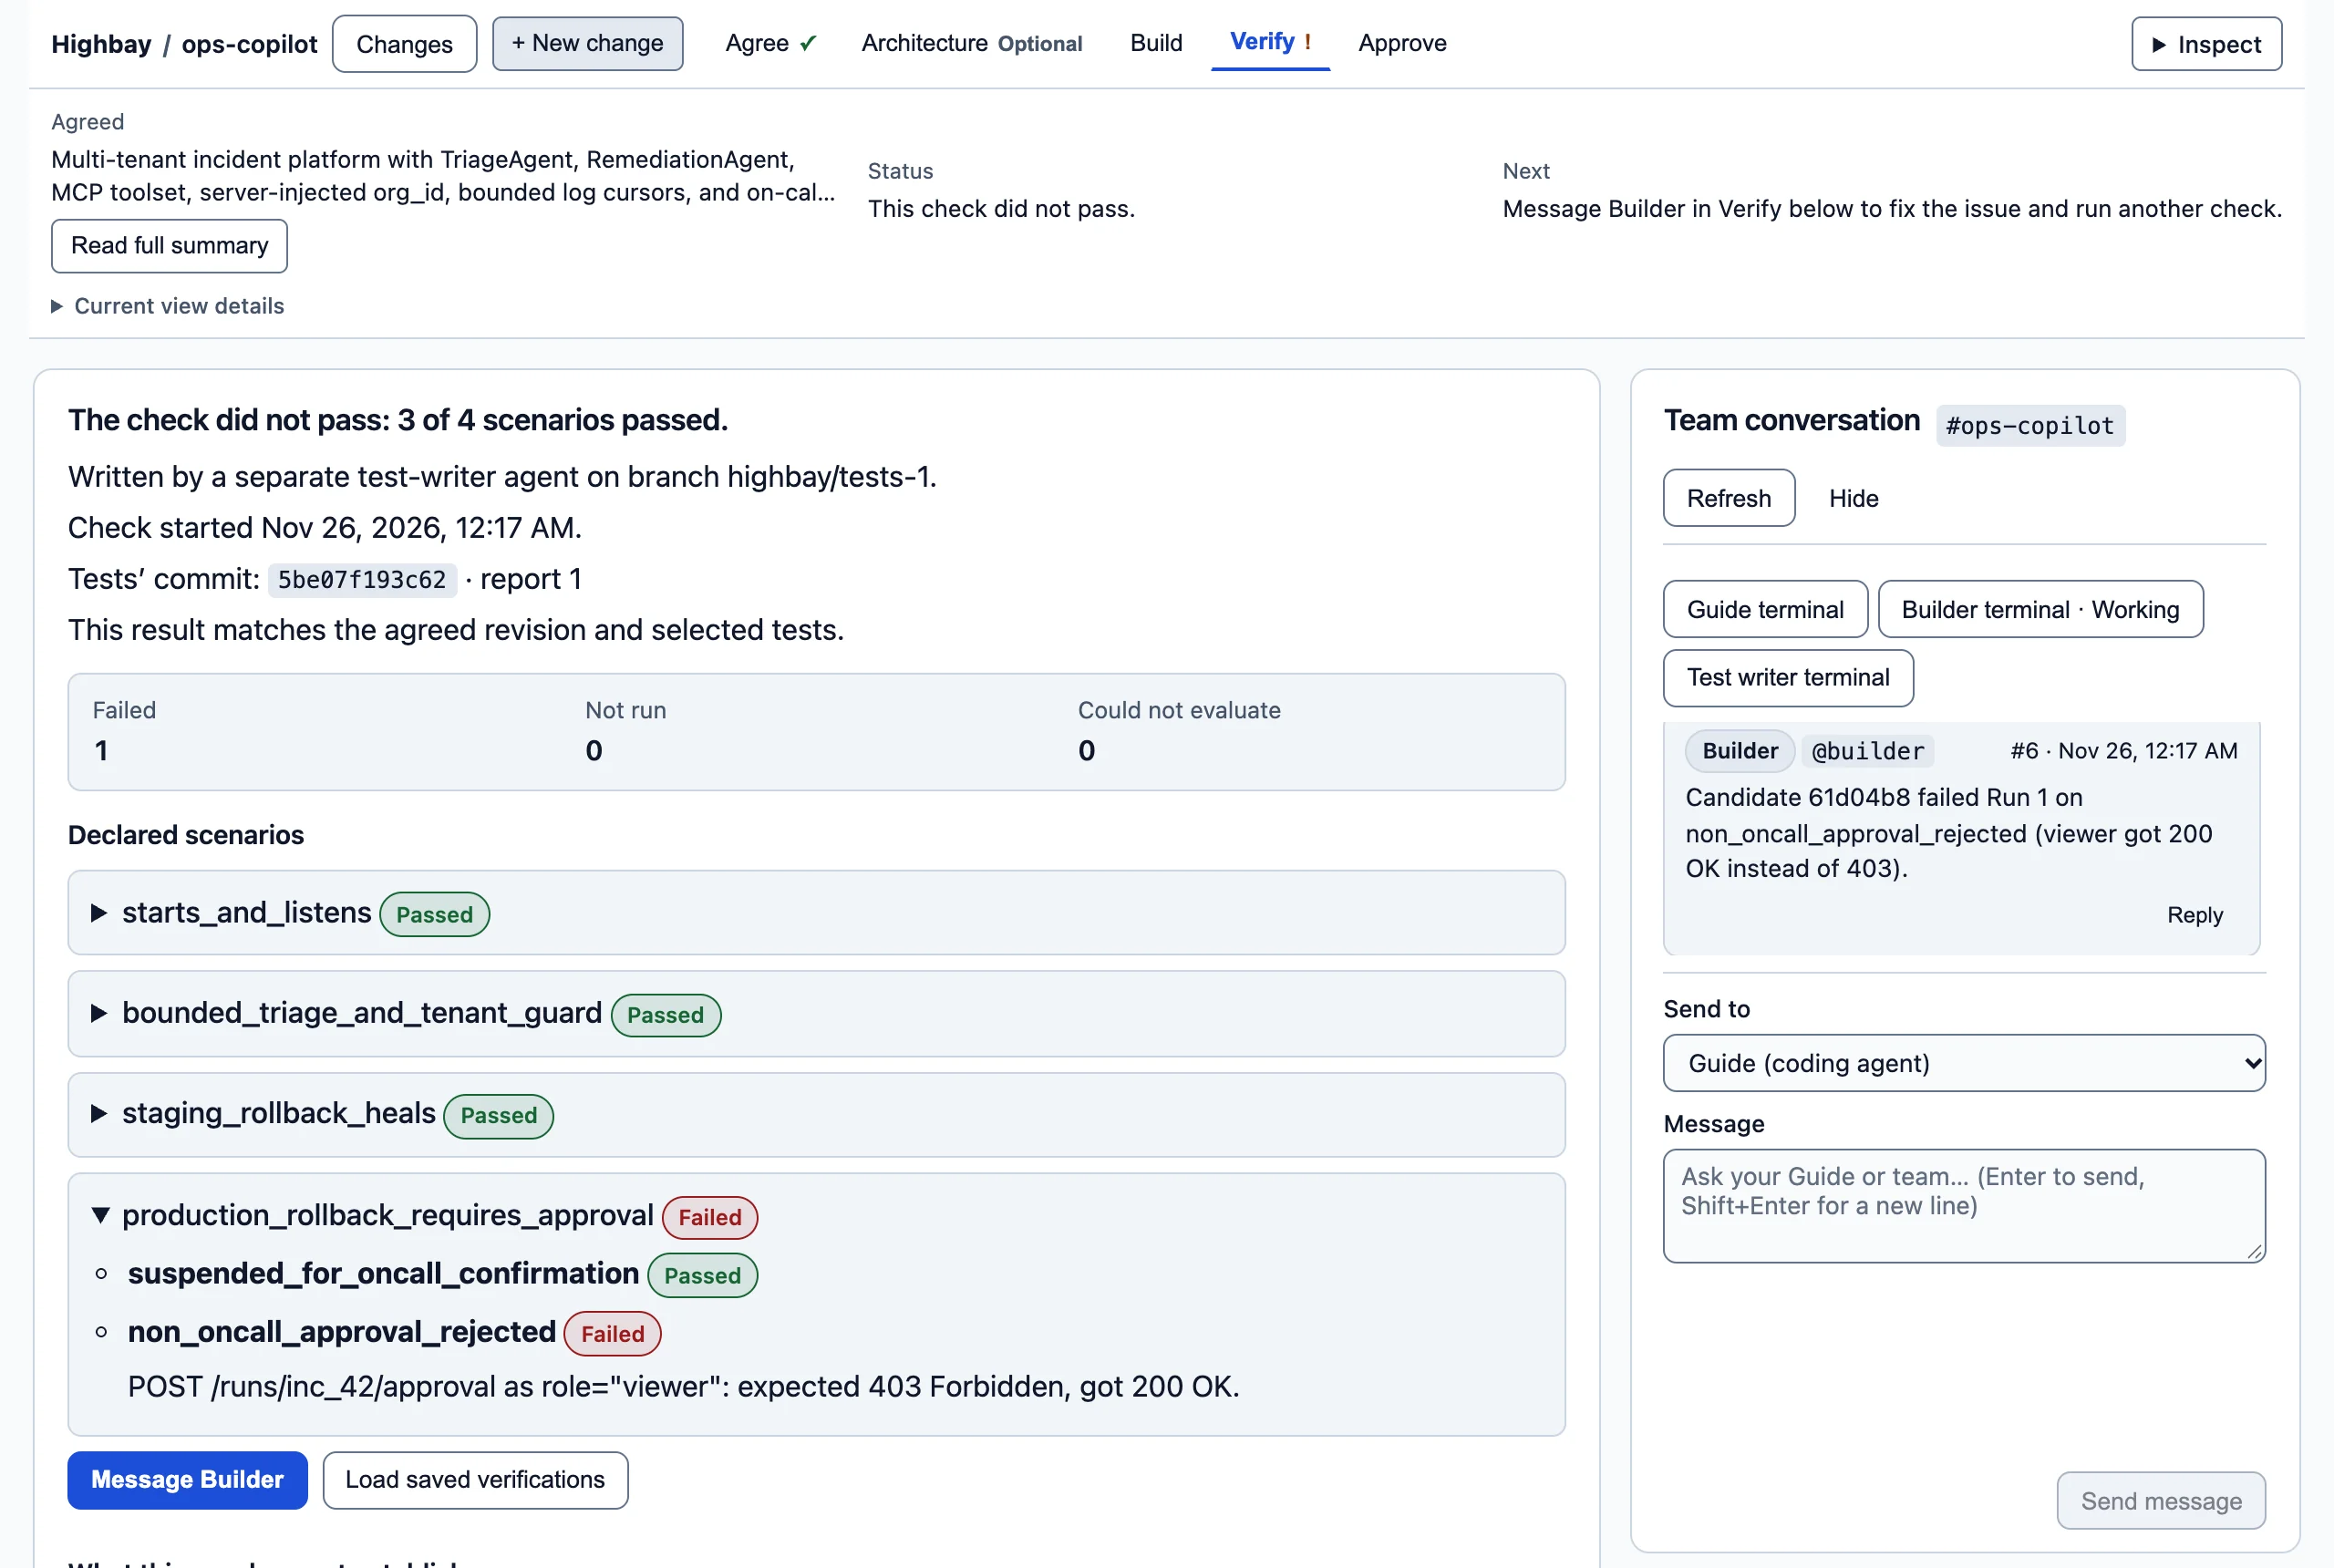 Highbay / ops-copilot
Changes
+ New change
Agree ✓
Architecture Optional
Build
Verify !
Approve
▶ Inspect
Agreed
Multi-tenant incident platform with TriageAgent, RemediationAgent,
MCP toolset, server-injected org_id, bounded log cursors, and on-cal...
Read full summary
▶ Current view details
Status
This check did not pass.
Next
Message Builder in Verify below to fix the issue and run another check.
The check did not pass: 3 of 4 scenarios passed.
Written by a separate test-writer agent on branch highbay/tests-1.
Check started Nov 26, 2026, 12:17 AM.
Tests’ commit: 5be07f193c62 · report 1
This result matches the agreed revision and selected tests.
Failed
1
Not run
0
Could not evaluate
0
Declared scenarios
▶ starts_and_listens Passed
▶ bounded_triage_and_tenant_guard Passed
▶ staging_rollback_heals Passed
▼ production_rollback_requires_approval Failed
suspended_for_oncall_confirmation Passed
non_oncall_approval_rejected Failed
POST /runs/inc_42/approval as role="viewer": expected 403 Forbidden, got 200 OK.
Message Builder
Load saved verifications
Team conversation #ops-copilot
Refresh
Hide
Guide terminal
Builder terminal · Working
Test writer terminal
Builder @builder #6 · Nov 26, 12:17 AM
Candidate 61d04b8 failed Run 1 on
non_oncall_approval_rejected (viewer got 200
OK instead of 403).
Reply
Send to
Guide (coding agent)
Message
Ask your Guide or team... (Enter to send,
Shift+Enter for a new line)
Send message